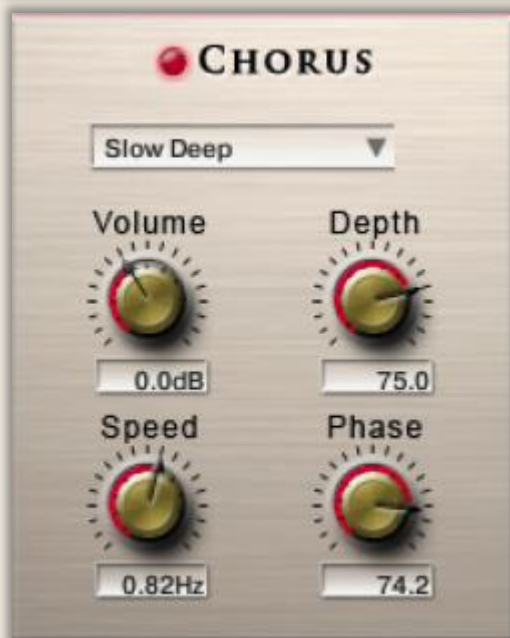 CHORUS
Slow Deep
Volume Depth
0.0dB 75.0
Speed Phase
0.82Hz 74.2